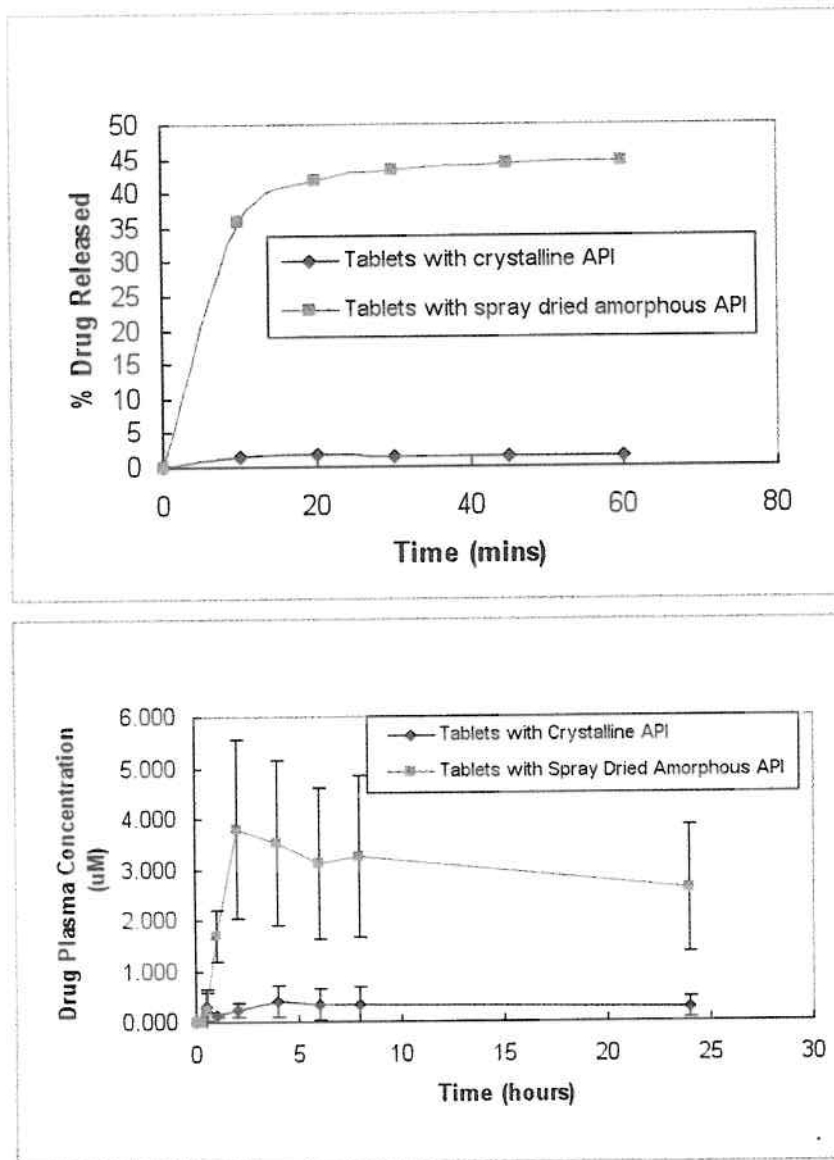 50
45
40
35
30
25
20
15
10
5
0
% Drug Released
Tablets with crystalline API
Tablets with spray dried amorphous API
0 20 40 60 80
Time (mins)
6.000
5.000
4.000
3.000
2.000
1.000
0.000
Drug Plasma Concentration
(uM)
Tablets with Crystalline API
Tablets with Spray Dried Amorphous API
0 5 10 15 20 25 30
Time (hours)